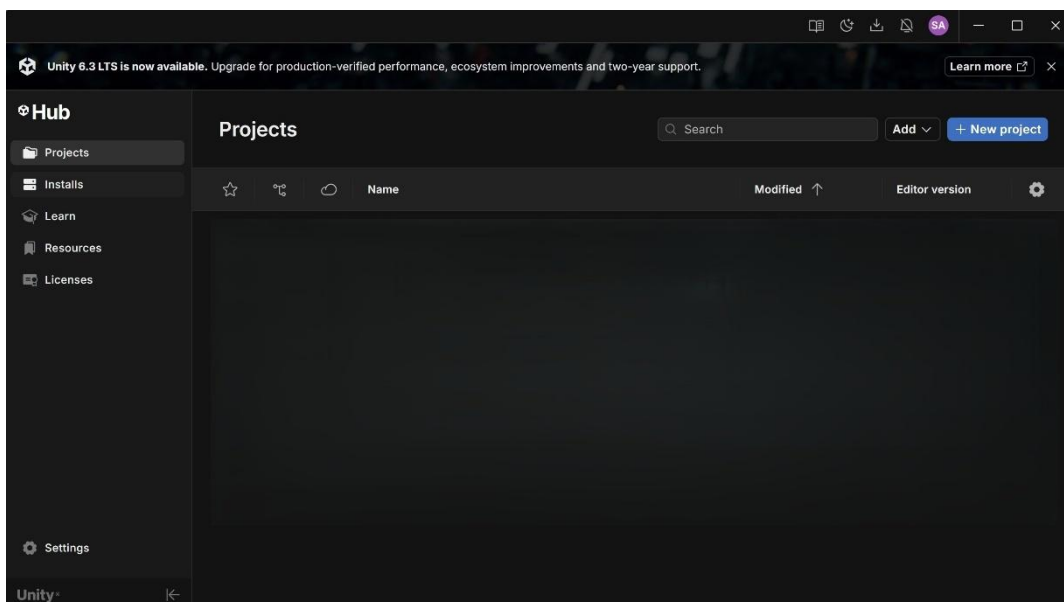 SA
Unity 6.3 LTS is now available. Upgrade for production-verified performance, ecosystem improvements and two-year support. Learn more
Hub
Projects
Search
Add
+ New project
Projects
Installs
Learn
Resources
Licenses
Name Modified Editor version
Settings
Unity